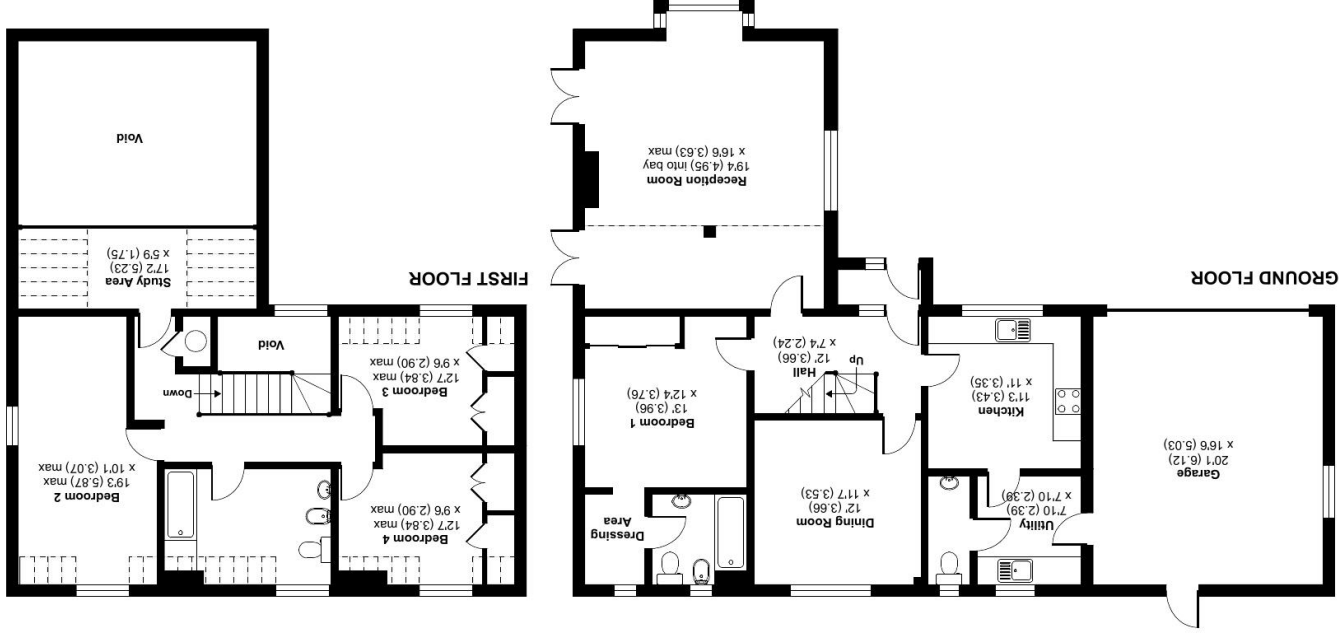 GROUND FLOOR
Garage
20'1 (6.12)
x 16'6 (5.03)
Utility
7'10 (2.39)
x 7'10 (2.39)
Kitchen
11'3 (3.43)
x 11' (3.35)
Dining Room
12' (3.66)
x 11'7 (3.53)
Dressing
Area
Bedroom 1
13' (3.96)
x 12'4 (3.76)
Up
Hall
12' (3.66)
x 7'4 (2.24)
Reception Room
19'4 (4.95) into bay
x 16'6 (3.63) max
FIRST FLOOR
Bedroom 4
12'7 (3.84) max
x 9'6 (2.90) max
Bedroom 3
12'7 (3.84) max
x 9'6 (2.90) max
Bedroom 2
19'3 (5.87) max
x 10'1 (3.07) max
Down
Void
Study Area
17'2 (5.23)
x 5'9 (1.75)
Void